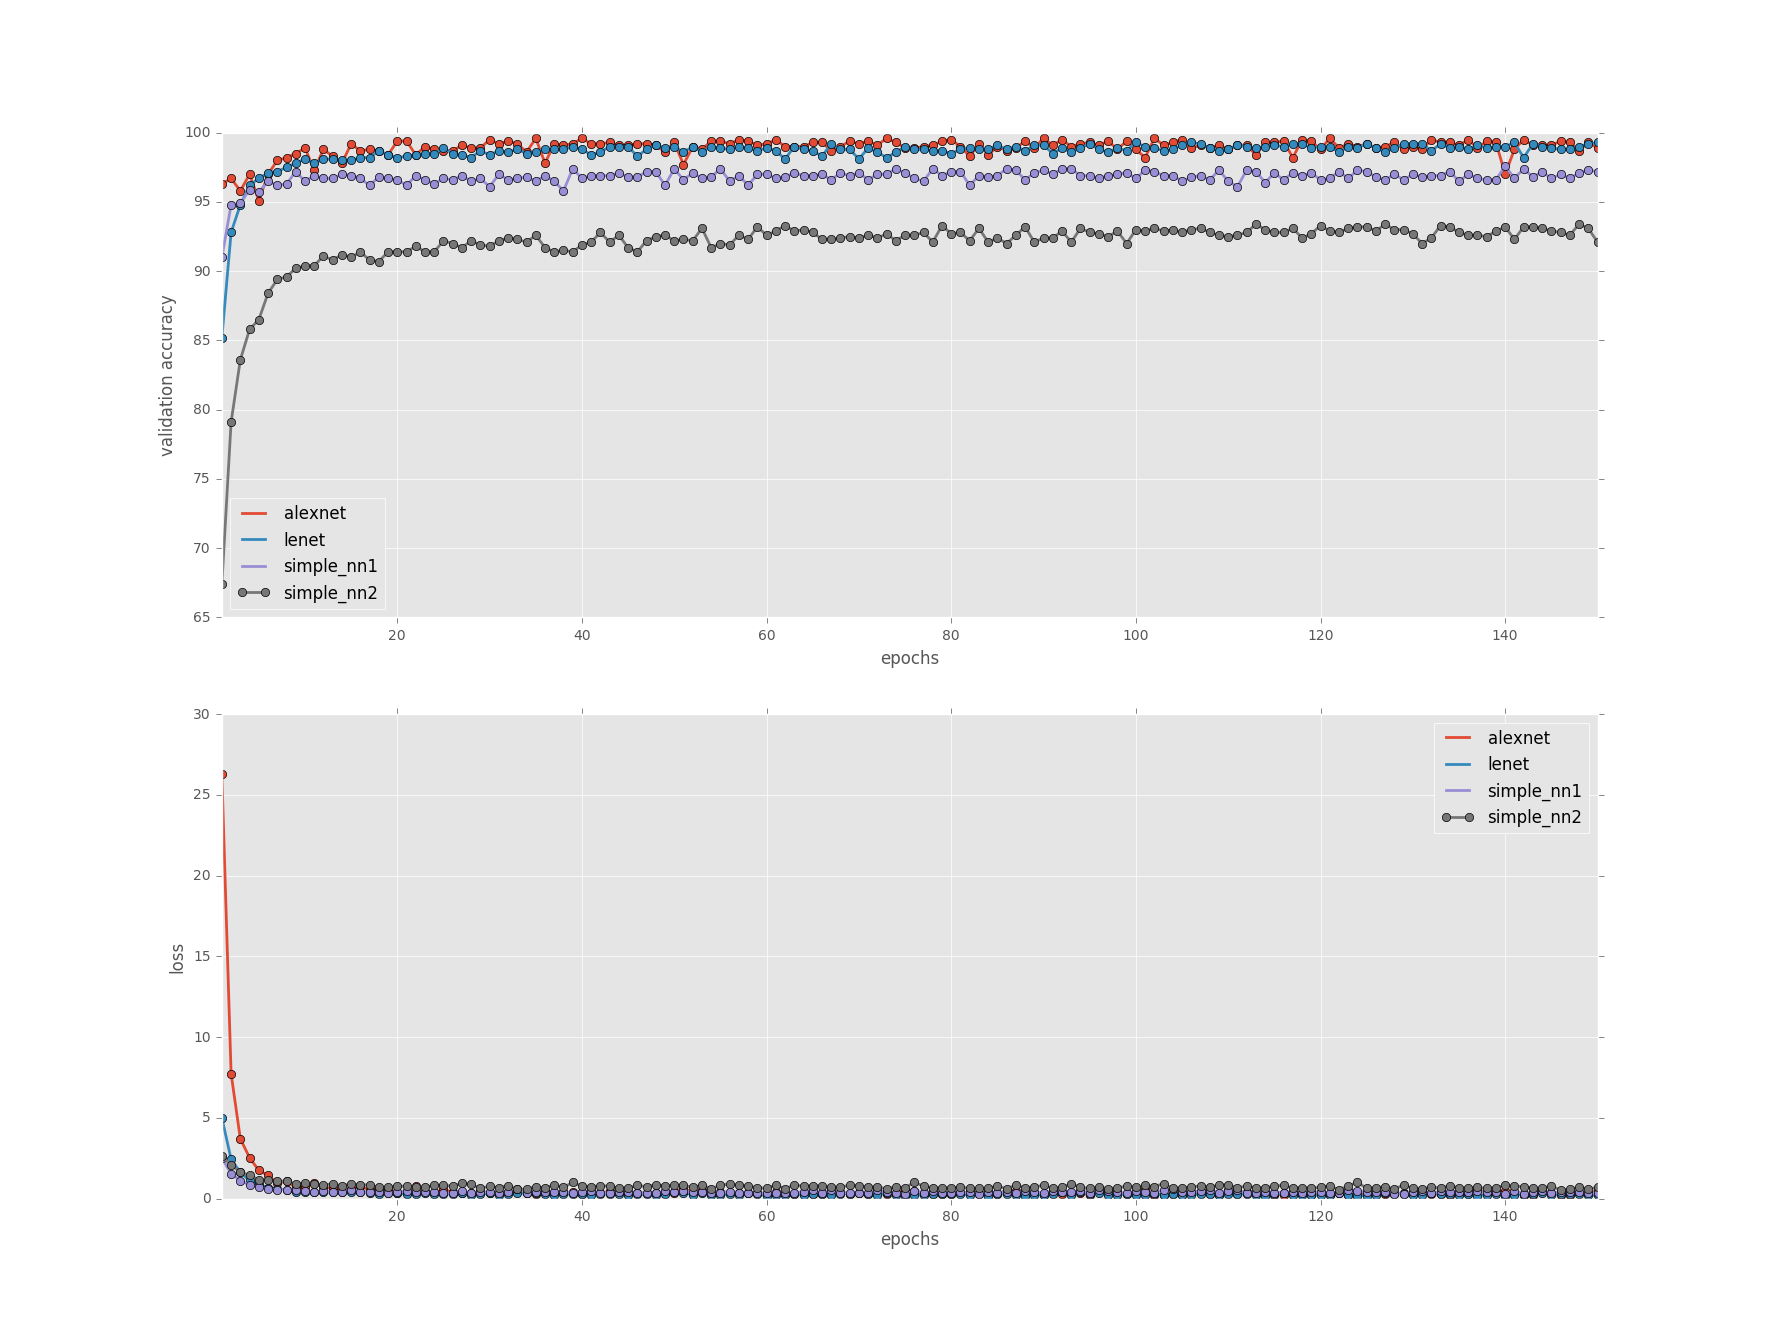 100
95
90
85
80
75
70
65
validation accuracy
alexnet
lenet
simple_nn1
simple_nn2
20 40 60 80 100 120 140
epochs
30
25
20
15
10
5
0
loss
alexnet
lenet
simple_nn1
simple_nn2
20 40 60 80 100 120 140
epochs